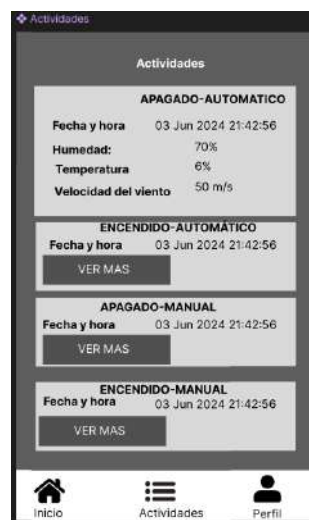 Actividades
Actividades
APAGADO-AUTOMATICO
Fecha y hora 03 Jun 2024 21:42:56
Humedad: 70%
Temperatura 6%
Velocidad del viento 50 m/s
ENCENDIDO-AUTOMÁTICO
Fecha y hora 03 Jun 2024 21:42:56
VER MAS
APAGADO-MANUAL
Fecha y hora 03 Jun 2024 21:42:56
VER MAS
ENCENDIDO-MANUAL
Fecha y hora 03 Jun 2024 21:42:56
VER MAS
Inicio Actividades Perfil